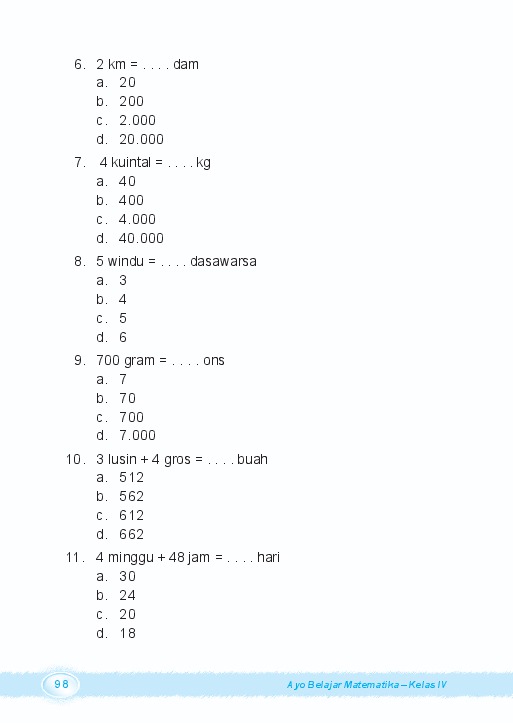 6. 2 km = . . . . dam
a. 20
b. 200
c. 2.000
d. 20.000
7. 4 kuintal = . . . . kg
a. 40
b. 400
c. 4.000
d. 40.000
8. 5 windu = . . . . dasawarsa
a. 3
b. 4
c. 5
d. 6
9. 700 gram = . . . . ons
a. 7
b. 70
c. 700
d. 7.000
10. 3 lusin + 4 gros = . . . . buah
a. 512
b. 562
c. 612
d. 662
11. 4 minggu + 48 jam = . . . . hari
a. 30
b. 24
c. 20
d. 18
98 Ayo Belajar Matematika – Kelas IV